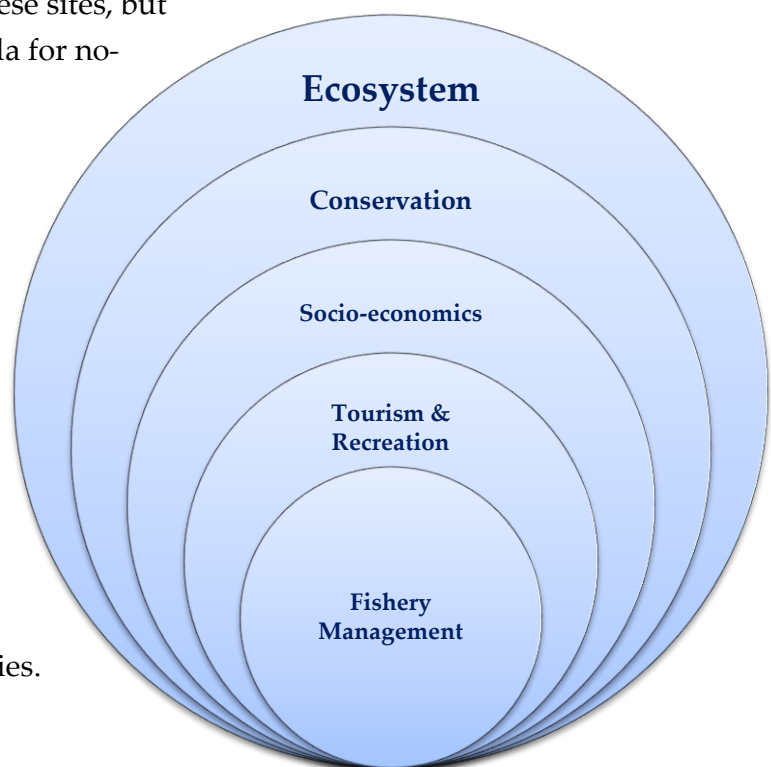 ese sites, but
la for no-
Ecosystem
Conservation
Socio-economics
Tourism &
Recreation
Fishery
Management
ies.